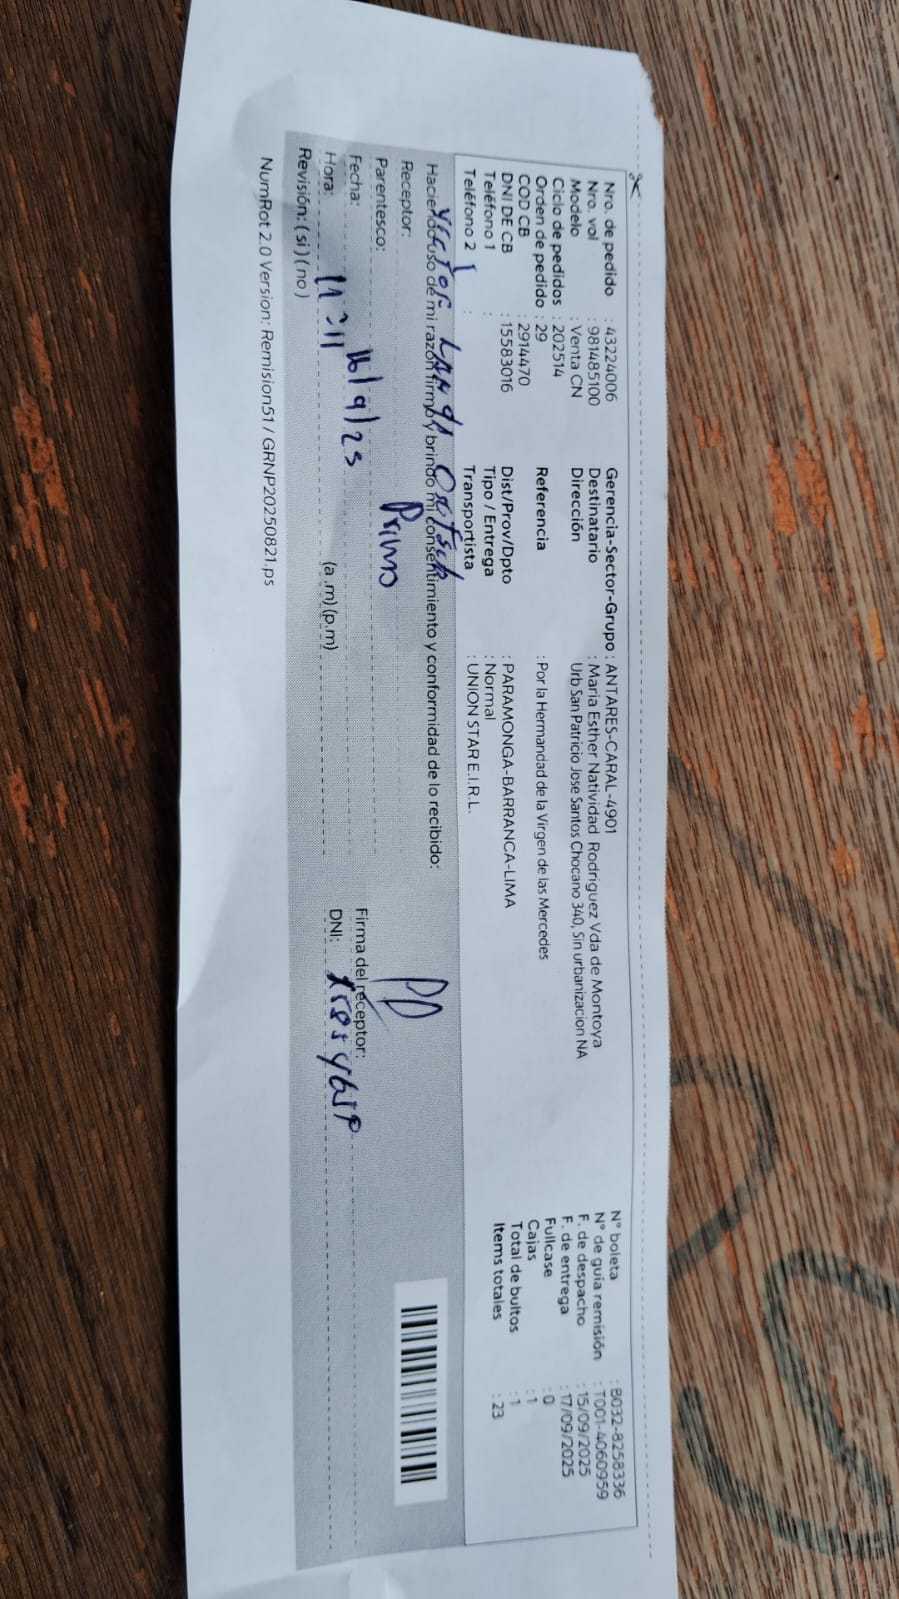 Nro. de pedido : 43224006
Nro. vol : 981485100
Modelo : Venta CN
Ciclo de pedidos : 202514
Orden de pedido : 29
COD CB : 2914470
DNI DE CB : 15583016
Teléfono 1 :
Teléfono 2 :
Gerencia-Sector-Grupo : ANTARES-CARAL-4901
Destinatario : Maria Esther Natividad Rodriguez Vda de Montoya
Dirección Urb San Patricio Jose Santos Chocano 340, Sin urbanizacion NA
Referencia : Por la Hermandad de la Virgen de las Mercedes
Dist/Prov/Dpto : PARAMONGA-BARRANCA-LIMA
Tipo / Entrega : Normal
Transportista : UNION STAR E.I.R.L.
N° boleta : B032-8258336
N° de guía remisión : T001-4060959
F. de despacho : 15/09/2025
F. de entrega : 17/09/2025
Fullcase : 0
Cajas : 1
Total de bultos : 1
Items totales : 23
Haciendo uso de mi razón firmo y brindo mi consentimiento y conformidad de lo recibido:
Receptor: Victor
Parentesco: Primo
Fecha: 16/9/25
Hora: (a.m)(p.m)
Revisión: (si)(no)
Firma del receptor:
DNI:
NumRot 2.0 Version: Remision51 / GRNP20250821.ps